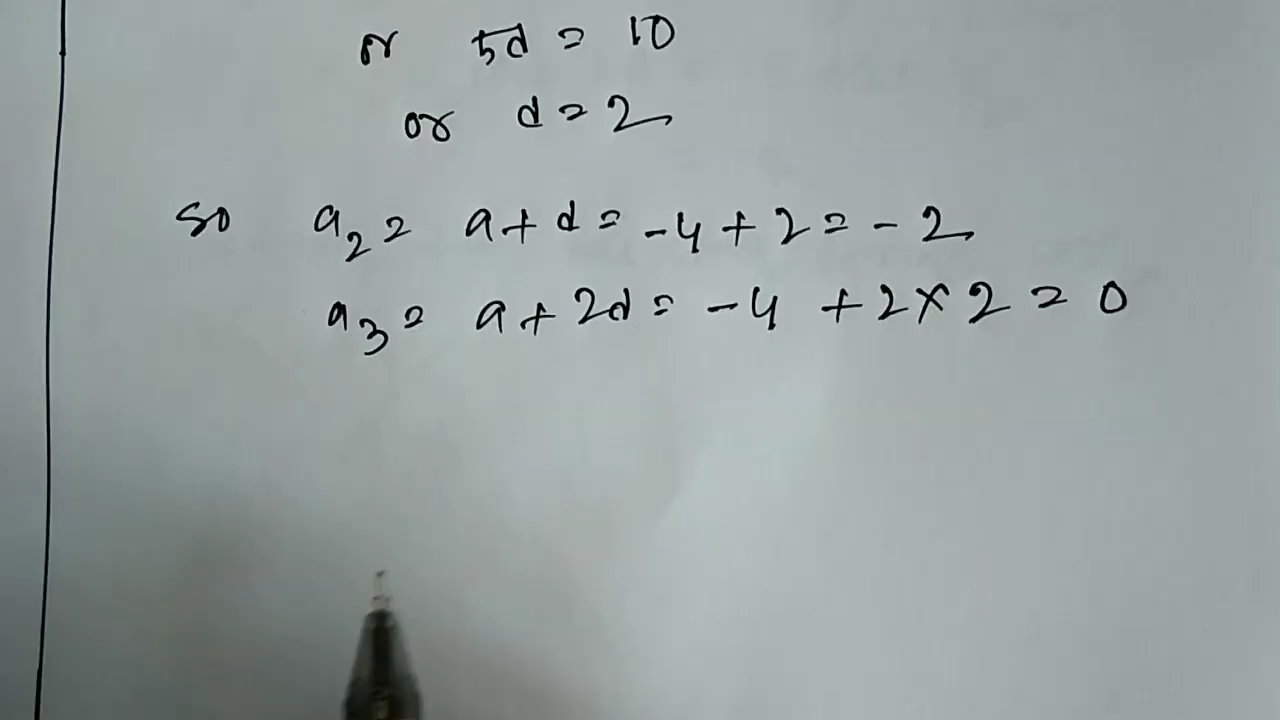 or 5d = 10
or d = 2
So a₂ = a + d = -4 + 2 = -2
a₃ = a + 2d = -4 + 2 × 2 = 0